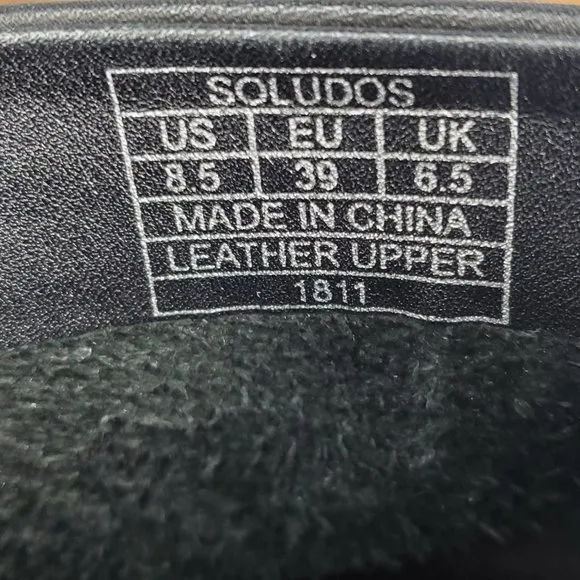 SOLUDOS
US EU UK
8.5 39 6.5
MADE IN CHINA
LEATHER UPPER
1811